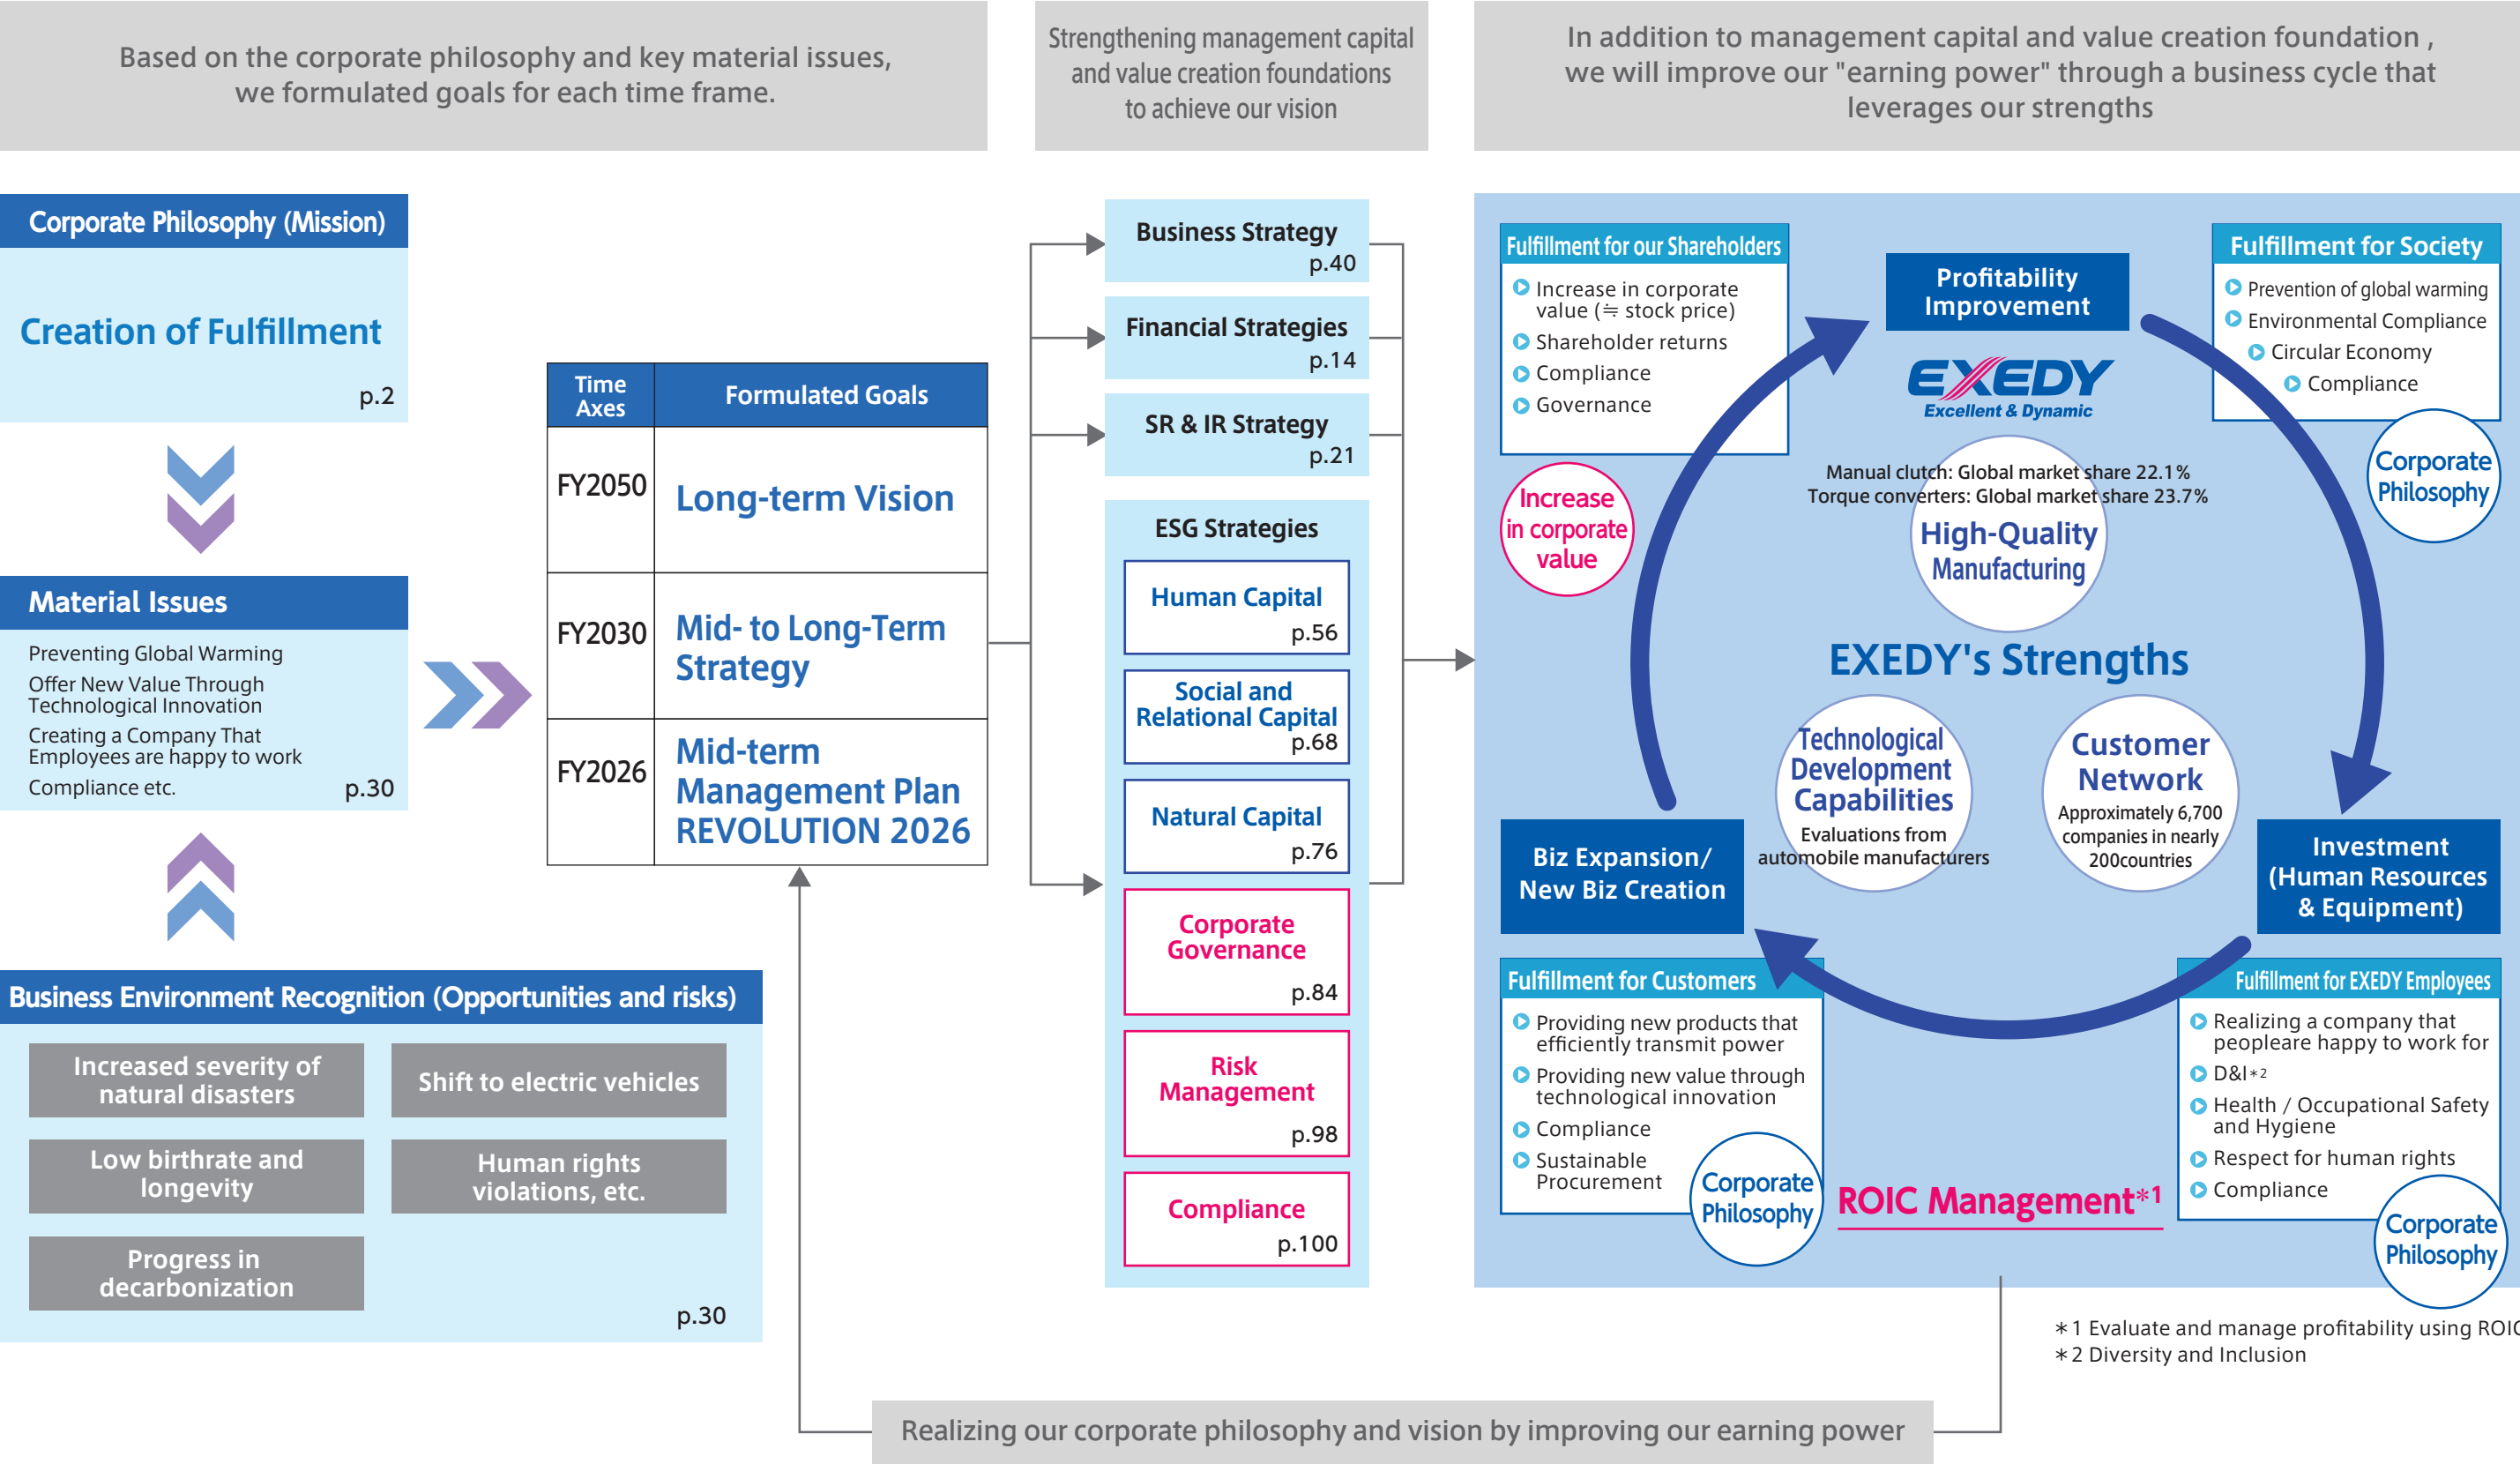 Based on the corporate philosophy and key material issues,
we formulated goals for each time frame.
Strengthening management capital
and value creation foundations
to achieve our vision
In addition to management capital and value creation foundation ,
we will improve our "earning power" through a business cycle that
leverages our strengths
Corporate Philosophy (Mission)
Creation of Fulfillment
p.2
Material Issues
Preventing Global Warming
Offer New Value Through
Technological Innovation
Creating a Company That
Employees are happy to work
Compliance etc.
p.30
Business Environment Recognition (Opportunities and risks)
Increased severity of
natural disasters
Shift to electric vehicles
Low birthrate and
longevity
Human rights
violations, etc.
Progress in
decarbonization
p.30
Time
Axes
Formulated Goals
FY2050
Long-term Vision
FY2030
Mid- to Long-Term
Strategy
FY2026
Mid-term
Management Plan
REVOLUTION 2026
Business Strategy
p.40
Financial Strategies
p.14
SR & IR Strategy
p.21
ESG Strategies
Human Capital
p.56
Social and
Relational Capital
p.68
Natural Capital
p.76
Corporate
Governance
p.84
Risk
Management
p.98
Compliance
p.100
Fulfillment for our Shareholders
Increase in corporate
value (≒ stock price)
Shareholder returns
Compliance
Governance
Increase
in corporate
value
Profitability
Improvement
EXEDY
Excellent & Dynamic
Fulfillment for Society
Prevention of global warming
Environmental Compliance
Circular Economy
Compliance
Corporate
Philosophy
Manual clutch: Global market share 22.1%
Torque converters: Global market share 23.7%
High-Quality
Manufacturing
EXEDY's Strengths
Technological
Development
Capabilities
Evaluations from
automobile manufacturers
Customer
Network
Approximately 6,700
companies in nearly
200countries
Biz Expansion/
New Biz Creation
Investment
(Human Resources
& Equipment)
Fulfillment for Customers
Providing new products that
efficiently transmit power
Providing new value through
technological innovation
Compliance
Sustainable
Procurement
Corporate
Philosophy
ROIC Management*1
Fulfillment for EXEDY Employees
Realizing a company that
peopleare happy to work for
D&I*2
Health / Occupational Safety
and Hygiene
Respect for human rights
Compliance
Corporate
Philosophy
*1 Evaluate and manage profitability using ROIC
*2 Diversity and Inclusion
Realizing our corporate philosophy and vision by improving our earning power